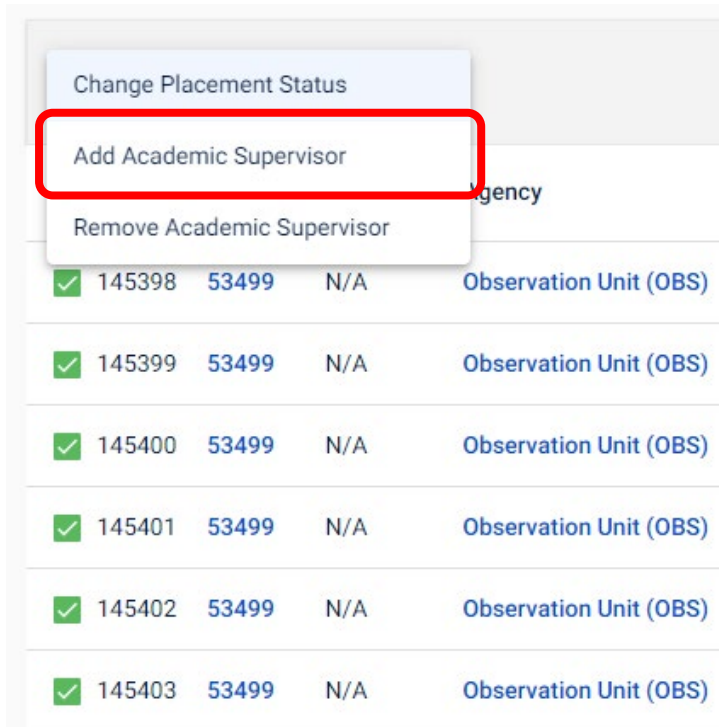 Change Placement Status
Add Academic Supervisor
Remove Academic Supervisor
Agency
145398 53499 N/A Observation Unit (OBS)
145399 53499 N/A Observation Unit (OBS)
145400 53499 N/A Observation Unit (OBS)
145401 53499 N/A Observation Unit (OBS)
145402 53499 N/A Observation Unit (OBS)
145403 53499 N/A Observation Unit (OBS)